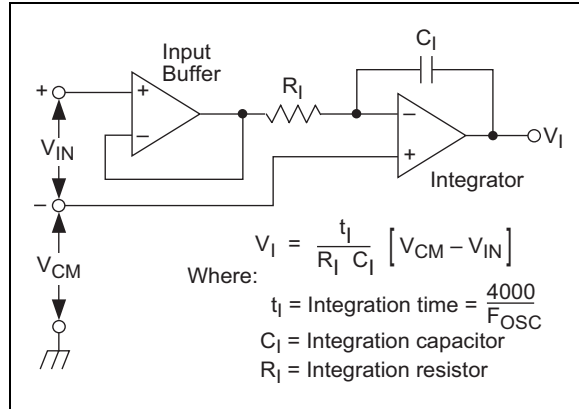 Input
Buffer
C_I
R_I
+
+
−
−
+
V_IN
−
V_CM
V_I
Integrator
V_I = t_I / (R_I C_I) [V_CM – V_IN]
Where:
t_I = Integration time = 4000 / F_OSC
C_I = Integration capacitor
R_I = Integration resistor